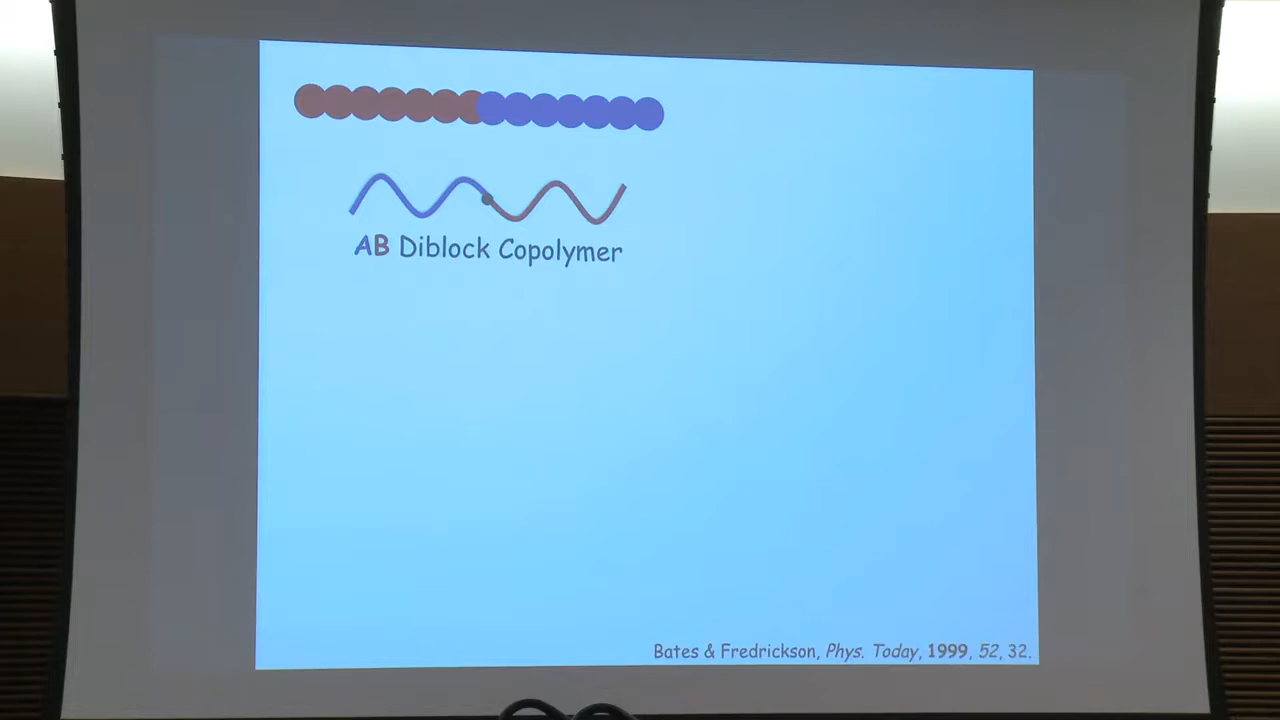 AB Diblock Copolymer
Bates & Fredrickson, Phys. Today, 1999, 52, 32.